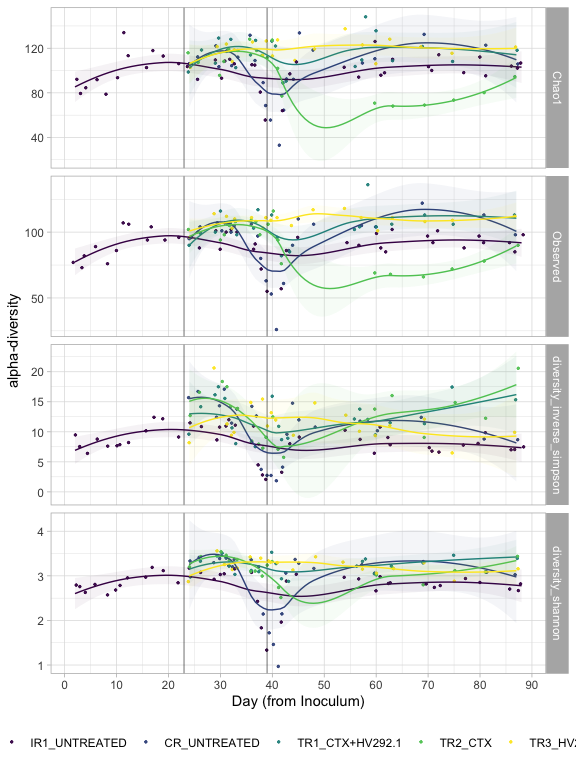 120
80
40
Chao1
100
50
Observed
20
15
10
5
0
diversity_inverse_simpson
4
3
2
1
diversity_shannon
alpha-diversity
0 10 20 30 40 50 60 70 80 90
Day (from Inoculum)
IR1_UNTREATED CR_UNTREATED TR1_CTX+HV292.1 TR2_CTX TR3_HV2